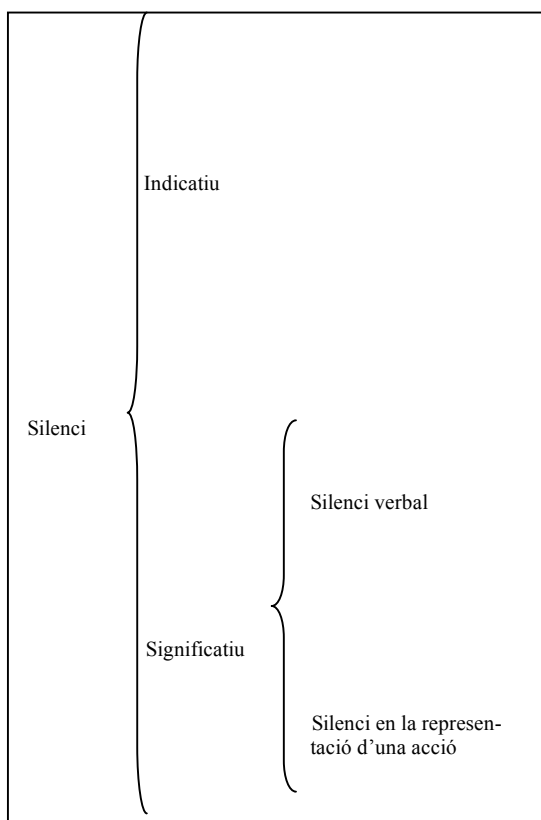 Indicatiu
Silenci
Silenci verbal
Significatiu
Silenci en la represen-
tació d’una acció